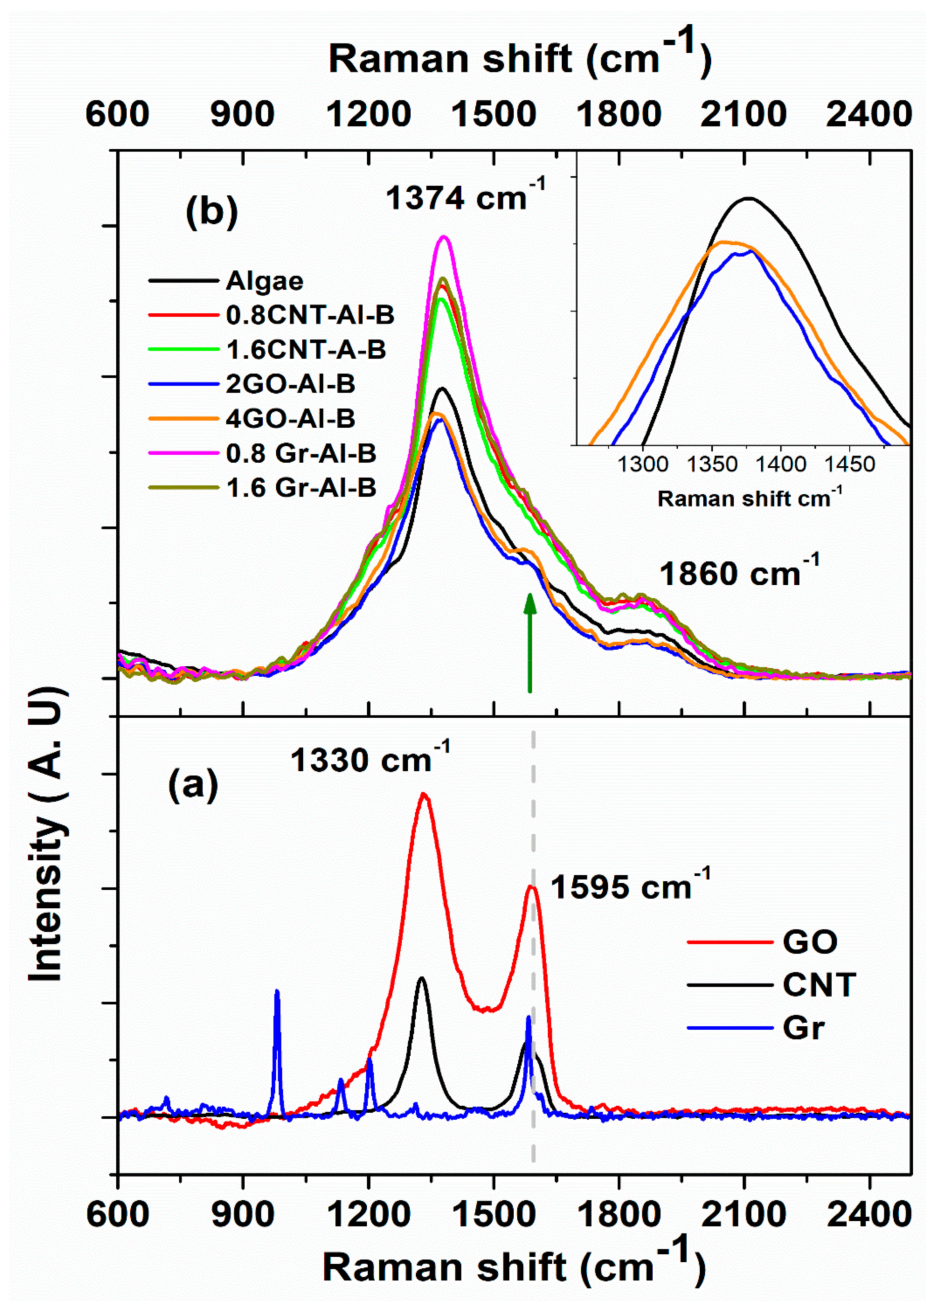 Raman shift (cm-1)
600 900 1200 1500 1800 2100 2400
(b)
1374 cm-1
Algae
0.8CNT-Al-B
1.6CNT-A-B
2GO-Al-B
4GO-Al-B
0.8 Gr-Al-B
1.6 Gr-Al-B
1300 1350 1400 1450
Raman shift cm-1
1860 cm-1
Intensity ( A. U)
(a)
1330 cm-1
1595 cm-1
GO
CNT
Gr
600 900 1200 1500 1800 2100 2400
Raman shift (cm-1)